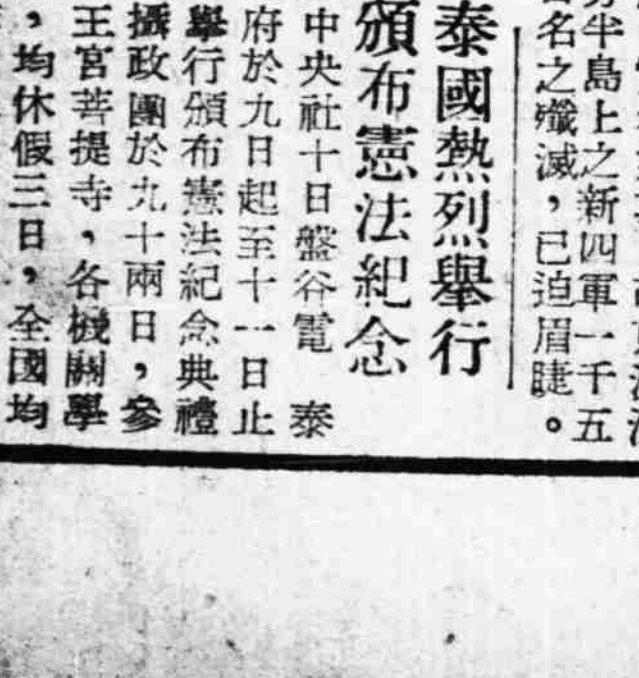 半島上之新四軍一千五
名之殲滅，已迫眉睫。
泰國熱烈舉行
頒布憲法紀念
中央社十日盤谷電　泰
府於九日起至十一日止
舉行頒布憲法紀念典禮
攝政團於九十兩日，參
王宮菩提寺，各機關學
，均休假三日，全國均